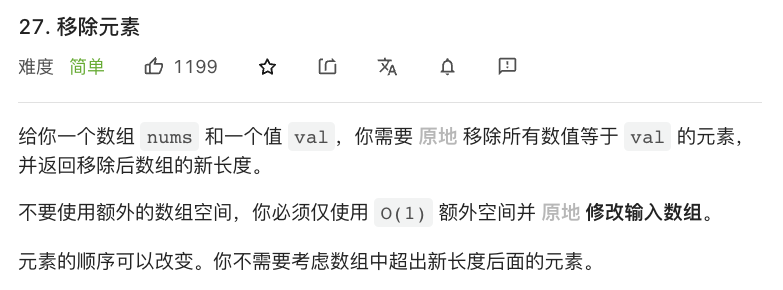 27. 移除元素
难度 简单 1199
给你一个数组 nums 和一个值 val，你需要 原地 移除所有数值等于 val 的元素，
并返回移除后数组的新长度。
不要使用额外的数组空间，你必须仅使用 O(1) 额外空间并 原地 修改输入数组。
元素的顺序可以改变。你不需要考虑数组中超出新长度后面的元素。